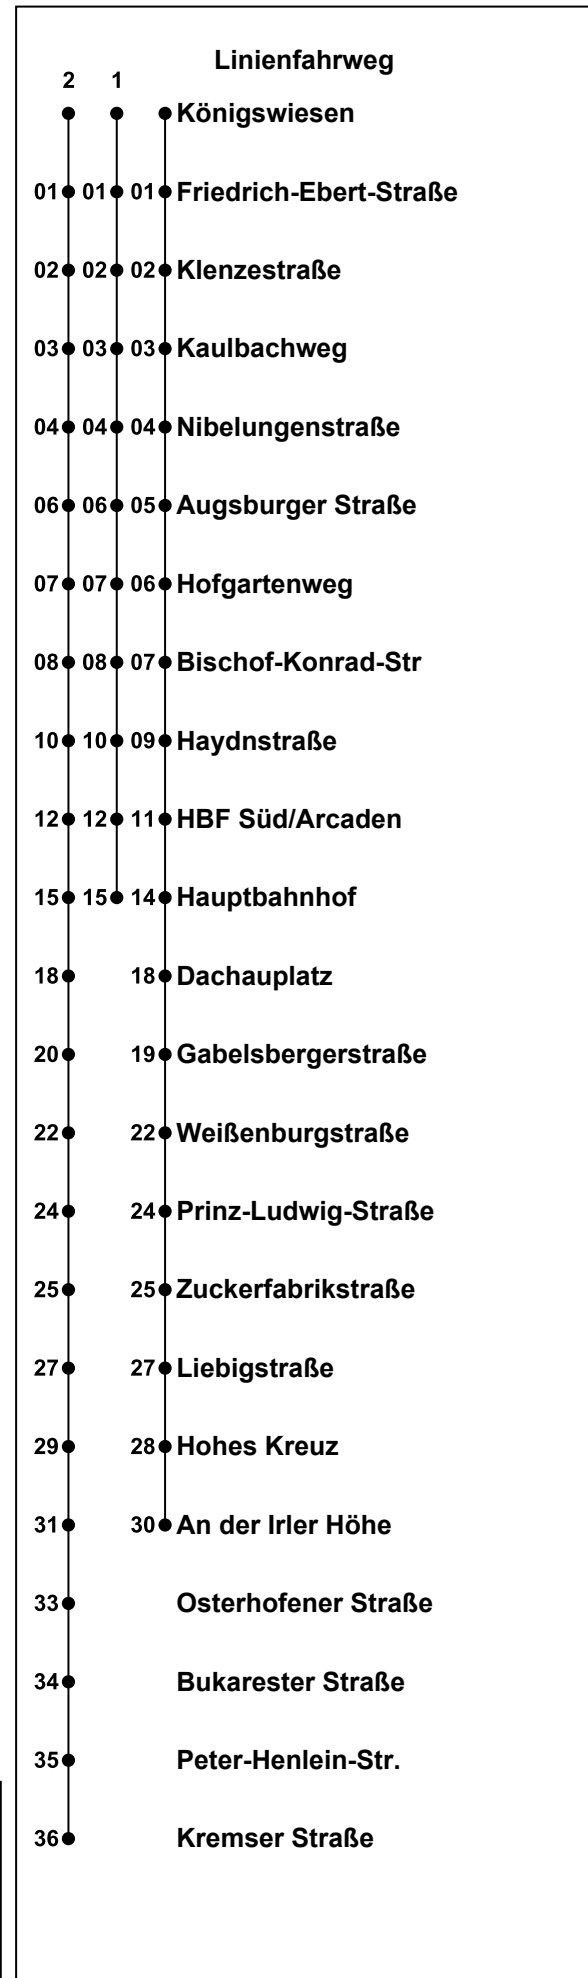 Linienfahrweg
2 1
Königswiesen
01 01 01 Friedrich-Ebert-Straße
02 02 02 Klenzestraße
03 03 03 Kaulbachweg
04 04 04 Nibelungenstraße
06 06 05 Augsburger Straße
07 07 06 Hofgartenweg
08 08 07 Bischof-Konrad-Str
10 10 09 Haydnstraße
12 12 11 HBF Süd/Arcaden
15 15 14 Hauptbahnhof
18 18 Dachauplatz
20 19 Gabelsbergerstraße
22 22 Weißenburgstraße
24 24 Prinz-Ludwig-Straße
25 25 Zuckerfabrikstraße
27 27 Liebigstraße
29 28 Hohes Kreuz
31 30 An der Irler Höhe
33 Osterhofener Straße
34 Bukarester Straße
35 Peter-Henlein-Str.
36 Kremser Straße